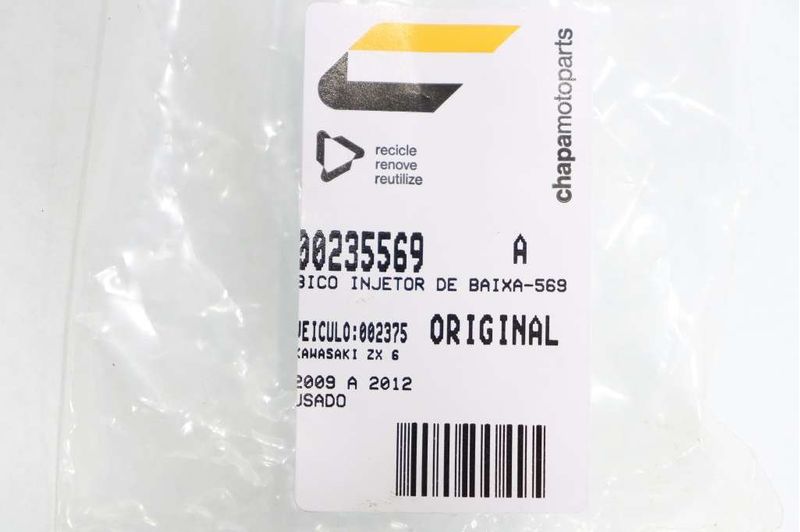 chapamotoparts
recicle
renove
reutilize
00235569 A
BICO INJETOR DE BAIXA-569
VEICULO:002375 ORIGINAL
KAWASAKI ZX 6
2009 A 2012
USADO